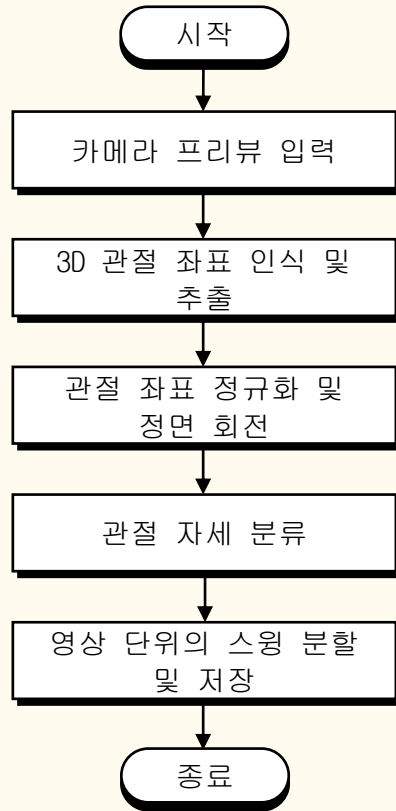 시작
카메라 프리뷰 입력
3D 관절 좌표 인식 및
추출
관절 좌표 정규화 및
정면 회전
관절 자세 분류
영상 단위의 스윙 분할
및 저장
종료